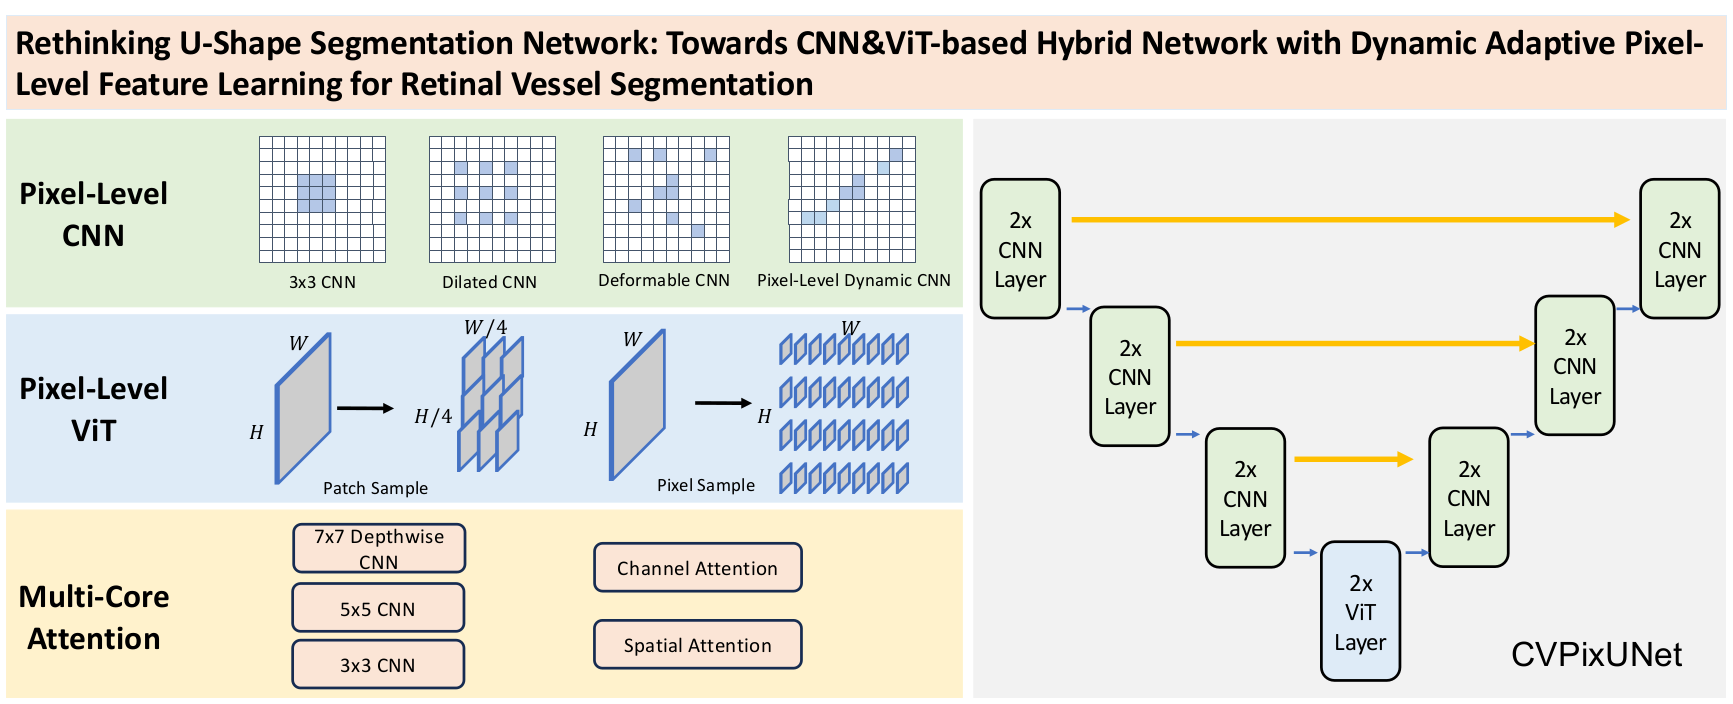 Rethinking U-Shape Segmentation Network: Towards CNN&ViT-based Hybrid Network with Dynamic Adaptive Pixel-
Level Feature Learning for Retinal Vessel Segmentation
Pixel-Level
CNN
3x3 CNN
Dilated CNN
Deformable CNN
Pixel-Level Dynamic CNN
Pixel-Level
ViT
W
H
W/4
H/4
Patch Sample
W
H
W
H
Pixel Sample
Multi-Core
Attention
7x7 Depthwise
CNN
5x5 CNN
3x3 CNN
Channel Attention
Spatial Attention
2x
CNN
Layer
2x
CNN
Layer
2x
CNN
Layer
2x
ViT
Layer
2x
CNN
Layer
2x
CNN
Layer
2x
CNN
Layer
CVPixUNet